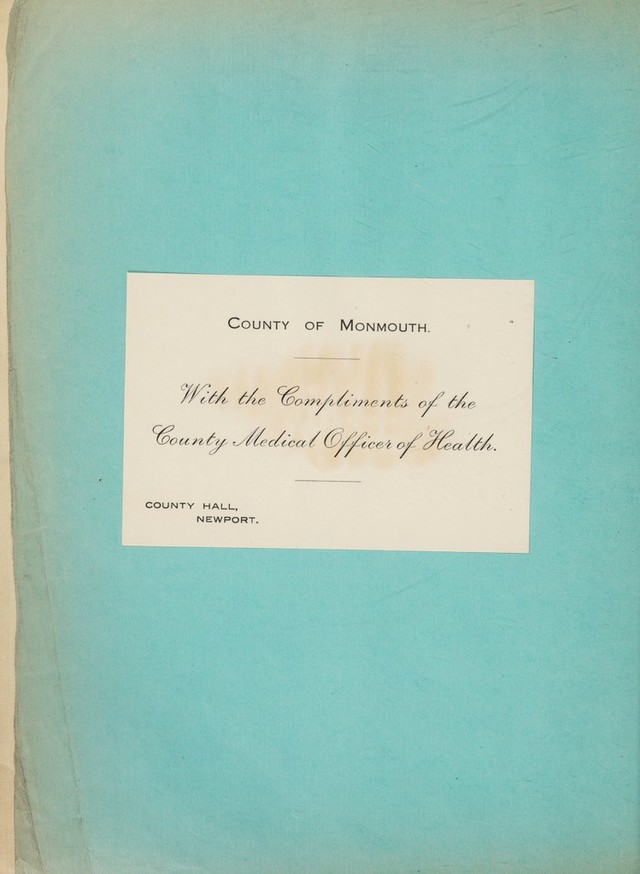 County of Monmouth.
With the Compliments of the
County Medical Officer of Health.
COUNTY HALL,
NEWPORT.